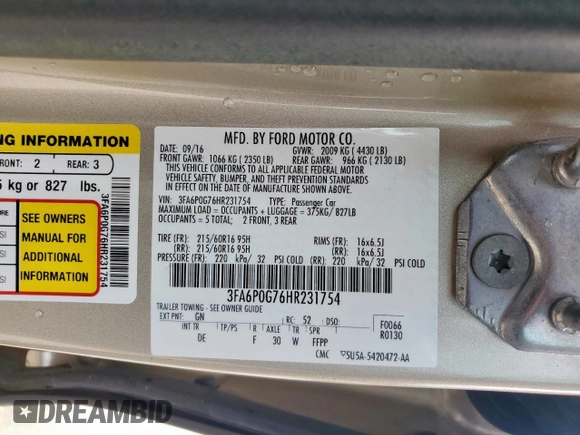 NG INFORMATION
FRONT: 2 REAR: 3
5 kg or 827 lbs.
SEE OWNERS
MANUAL FOR
ADDITIONAL
INFORMATION
3FA6P0G76HR231754
MFD. BY FORD MOTOR CO.
DATE: 09/16 GVWR: 2009 KG ( 4430 LB)
FRONT GAWR: 1066 KG ( 2350 LB) REAR GAWR: 966 KG ( 2130 LB)
THIS VEHICLE CONFORMS TO ALL APPLICABLE FEDERAL MOTOR
VEHICLE SAFETY, BUMPER, AND THEFT PREVENTION STANDARDS
IN EFFECT ON THE DATE OF MANUFACTURE SHOWN ABOVE.
VIN: 3FA6P0G76HR231754 TYPE: Passenger Car
MAXIMUM LOAD = OCCUPANTS + LUGGAGE = 375KG/ 827LB
OCCUPANTS = 5 TOTAL; 2 FRONT, 3 REAR
TIRE (FR): 215/60R16 95H RIMS (FR): 16x6.5J
(RR): 215/60R16 95H (RR): 16x6.5J
PRESSURE (FR): 220 kPa/ 32 PSI COLD (RR): 220 kPa/ 32 PSI COLD
3FA6P0G76HR231754
TRAILER TOWING - SEE OWNER GUIDE
EXT PNT: GN RC: 52 DSO: F0066
R0130
INT TR TP/PS R AXLE TR SPR
DE F 30 W FFPP
CMC SU5A-5420472-AA
DREAMBID